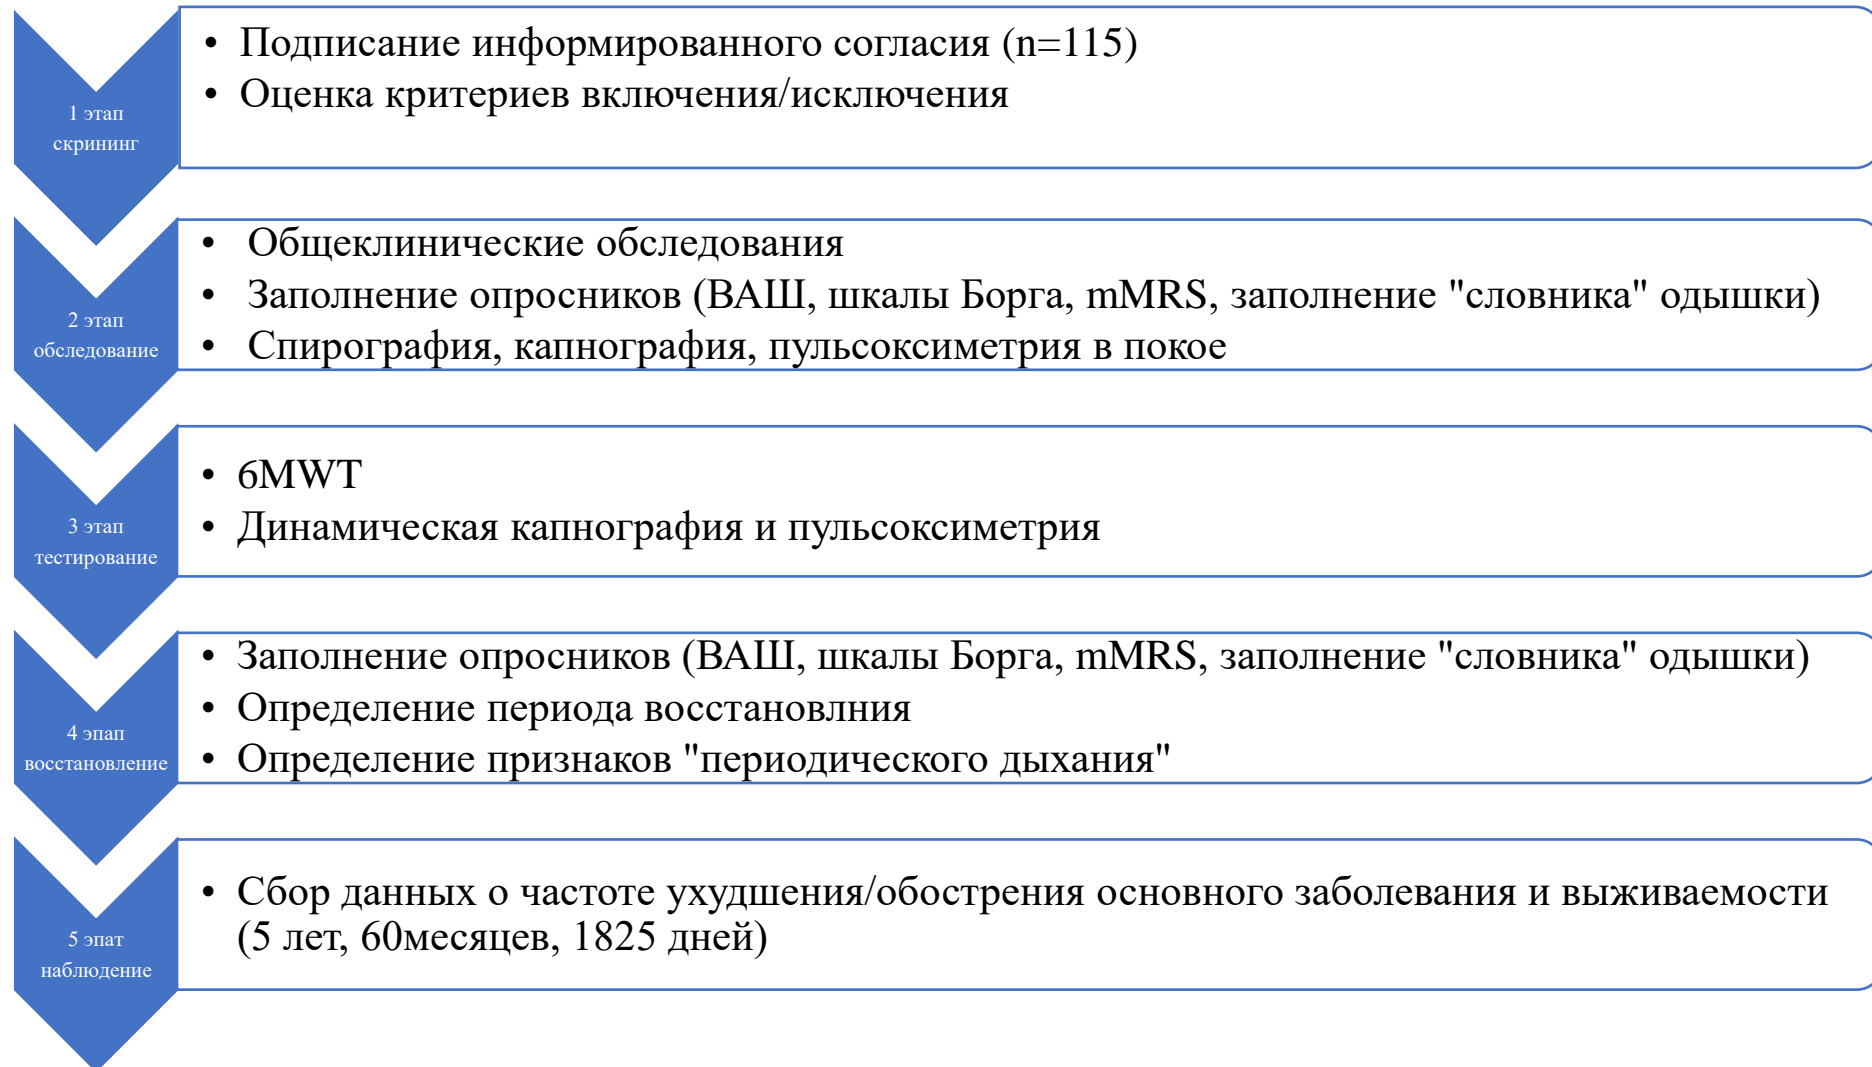 1 этап
скрининг
• Подписание информированного согласия (n=115)
• Оценка критериев включения/исключения
2 этап
обследование
• Общеклинические обследования
• Заполнение опросников (ВАШ, шкалы Борга, mMRS, заполнение "словника" одышки)
• Спирография, капнография, пульсоксиметрия в покое
3 этап
тестирование
• 6MWT
• Динамическая капнография и пульсоксиметрия
4 эпап
восстановление
• Заполнение опросников (ВАШ, шкалы Борга, mMRS, заполнение "словника" одышки)
• Определение периода восстановлния
• Определение признаков "периодического дыхания"
5 эпат
наблюдение
• Сбор данных о частоте ухудшения/обострения основного заболевания и выживаемости
(5 лет, 60месяцев, 1825 дней)